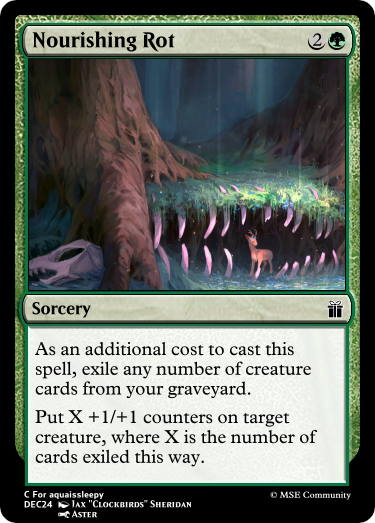 Nourishing Rot 2
Sorcery
As an additional cost to cast this
spell, exile any number of creature
cards from your graveyard.
Put X +1/+1 counters on target
creature, where X is the number of
cards exiled this way.
C For aquaissleepy
© MSE Community
DEC24 Jax "Clockbirds" Sheridan
Aster